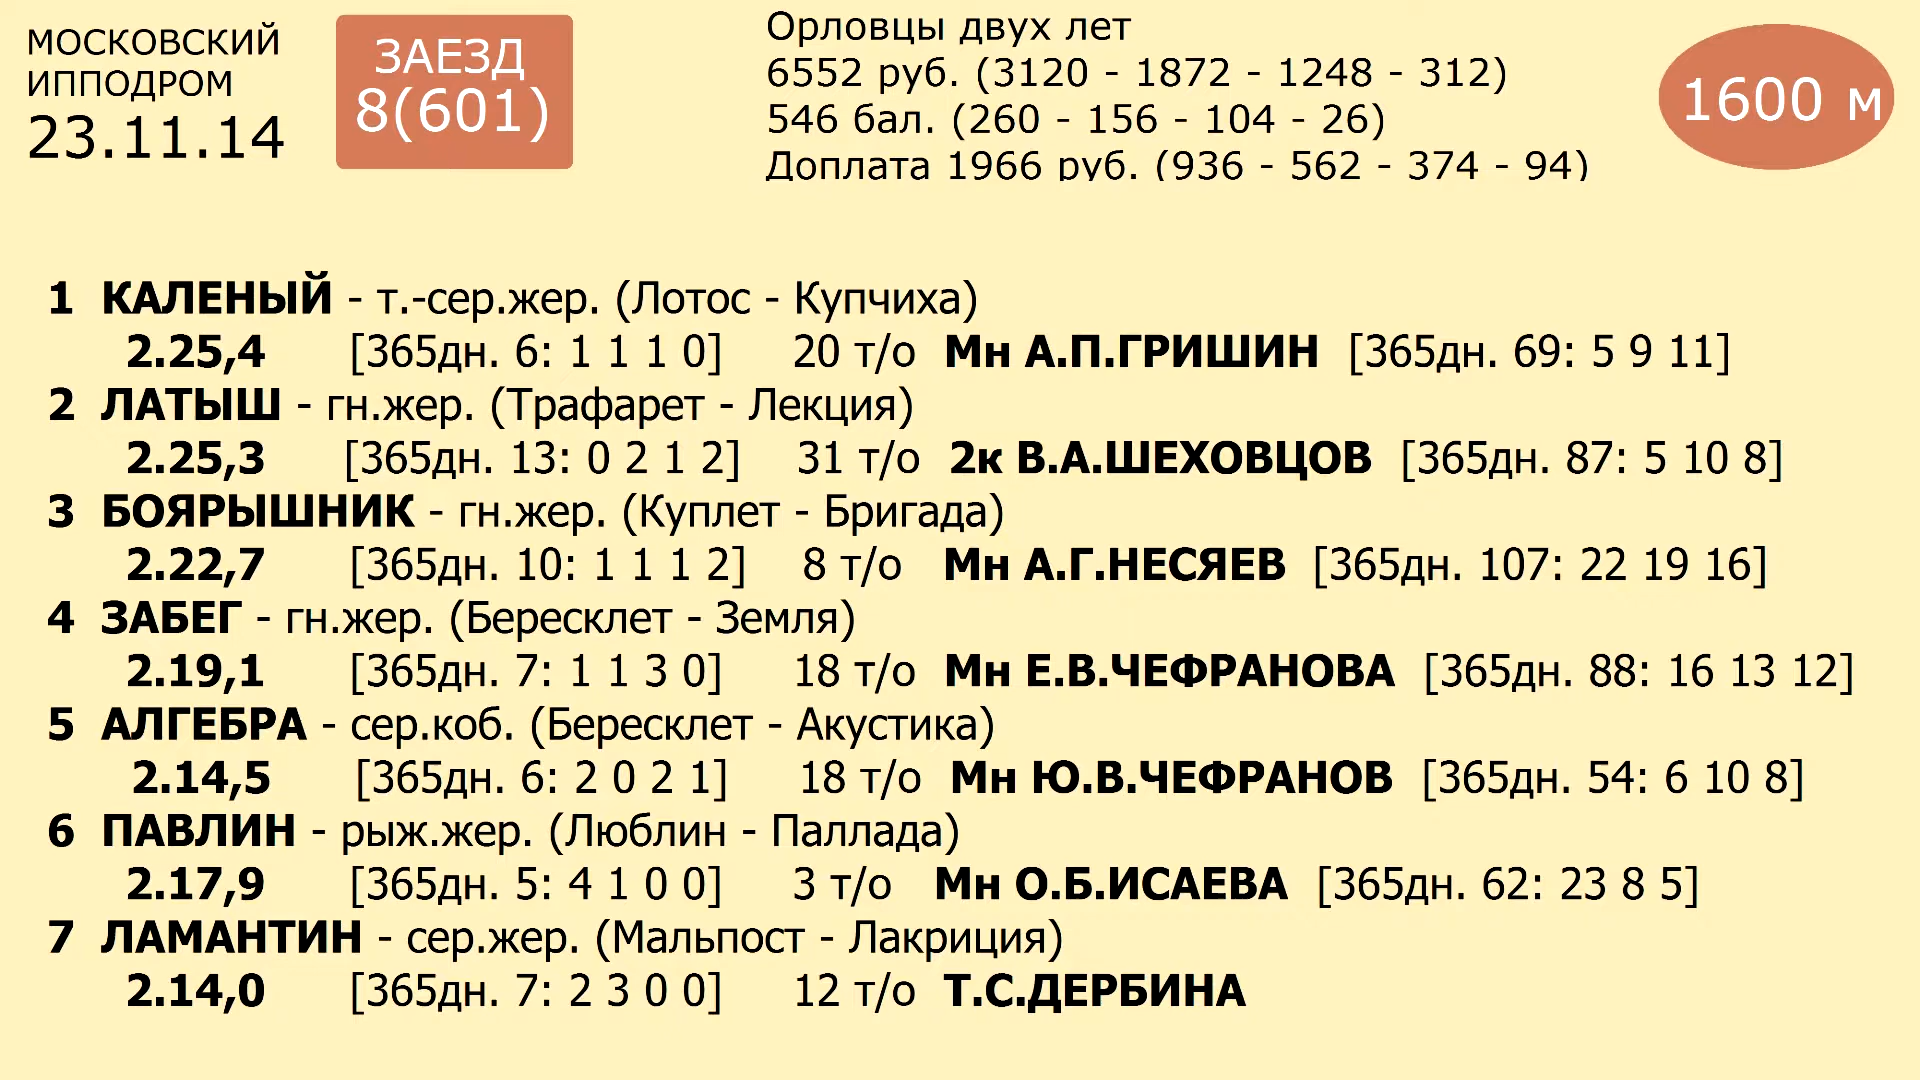 МОСКОВСКИЙ
ИППОДРОМ
23.11.14
ЗАЕЗД
8(601)
Орловцы двух лет
6552 руб. (3120 - 1872 - 1248 - 312)
546 бал. (260 - 156 - 104 - 26)
Доплата 1966 руб. (936 - 562 - 374 - 94)
1600 м
1 КАЛЕНЫЙ - т.-сер.жер. (Лотос - Купчиха)
2.25,4 [365дн. 6: 1 1 1 0] 20 т/о Мн А.П.ГРИШИН [365дн. 69: 5 9 11]
2 ЛАТЫШ - гн.жер. (Трафарет - Лекция)
2.25,3 [365дн. 13: 0 2 1 2] 31 т/о 2к В.А.ШЕХОВЦОВ [365дн. 87: 5 10 8]
3 БОЯРЫШНИК - гн.жер. (Куплет - Бригада)
2.22,7 [365дн. 10: 1 1 1 2] 8 т/о Мн А.Г.НЕСЯЕВ [365дн. 107: 22 19 16]
4 ЗАБЕГ - гн.жер. (Бересклет - Земля)
2.19,1 [365дн. 7: 1 1 3 0] 18 т/о Мн Е.В.ЧЕФРАНОВА [365дн. 88: 16 13 12]
5 АЛГЕБРА - сер.коб. (Бересклет - Акустика)
2.14,5 [365дн. 6: 2 0 2 1] 18 т/о Мн Ю.В.ЧЕФРАНОВ [365дн. 54: 6 10 8]
6 ПАВЛИН - рыж.жер. (Люблин - Паллада)
2.17,9 [365дн. 5: 4 1 0 0] 3 т/о Мн О.Б.ИСАЕВА [365дн. 62: 23 8 5]
7 ЛАМАНТИН - сер.жер. (Мальпост - Лакриция)
2.14,0 [365дн. 7: 2 3 0 0] 12 т/о Т.С.ДЕРБИНА